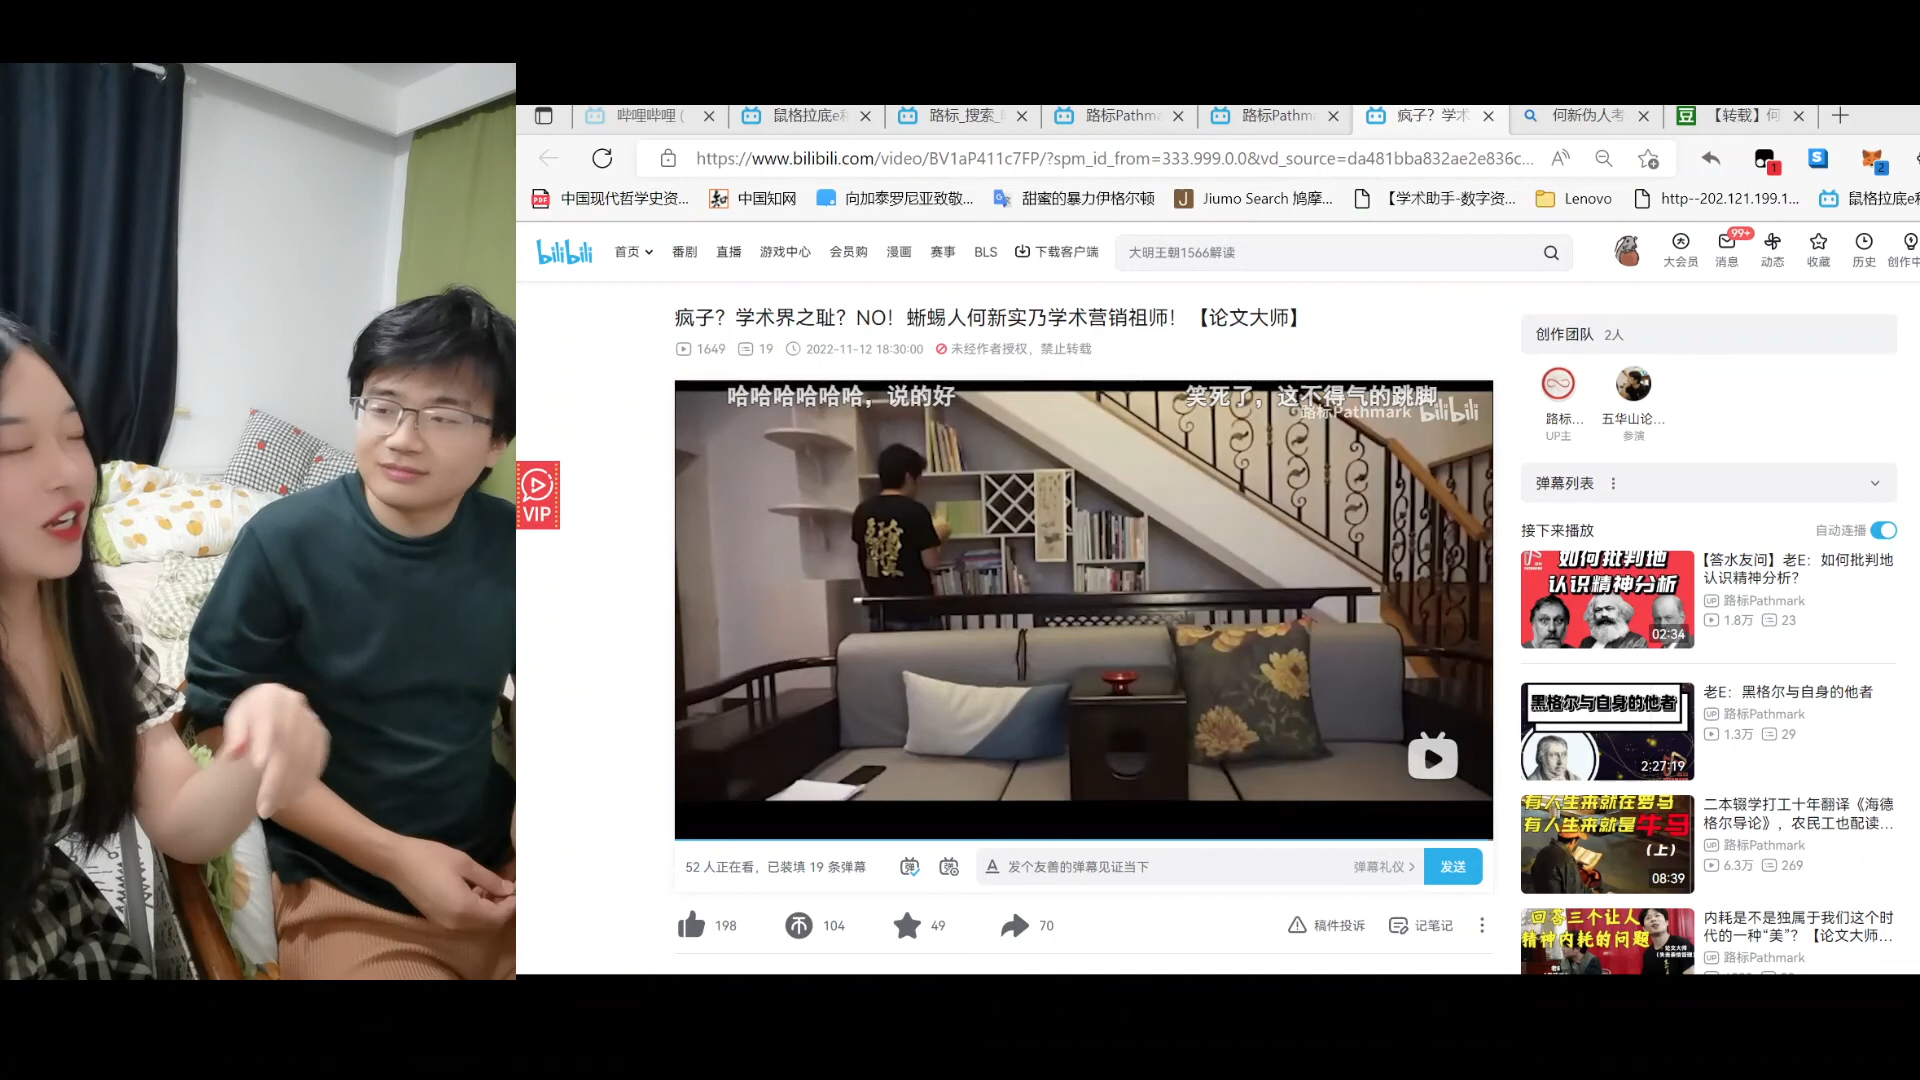 哔哩哔哩 (
鼠格拉底e和
路标_搜索_
路标Pathm
路标Pathm
疯子？学术
何新伪人考
【转载】何
https://www.bilibili.com/video/BV1aP411c7FP/?spm_id_from=333.999.0.0&vd_source=da481bba832ae2e836c...
1
2
中国现代哲学史资...
中国知网
向加泰罗尼亚致敬...
甜蜜的暴力伊格尔顿
Jiumo Search 鸠摩...
【学术助手-数字资...
Lenovo
http--202.121.199.1...
鼠格拉底e和
bilibili
首页
番剧
直播
游戏中心
会员购
漫画
赛事
BLS
下载客户端
大明王朝1566解读
大会员
99+
消息
动态
收藏
历史
创作中
疯子？学术界之耻？NO！蜥蜴人何新实乃学术营销祖师！【论文大师】
1649 19 2022-11-12 18:30:00 未经作者授权，禁止转载
哈哈哈哈哈哈，说的好
笑死了，这不得气的跳脚
路标Pathmark bilibili
VIP
52 人正在看，已装填 19 条弹幕
发个友善的弹幕见证当下
弹幕礼仪 >
发送
198
104
49
70
稿件投诉
记笔记
创作团队 2人
路标...
UP主
五华山论...
参演
弹幕列表
接下来播放
自动连播
如何批判地
认识精神分析
02:34
【答水友问】老E：如何批判地
认识精神分析？
路标Pathmark
1.8万 23
黑格尔与自身的他者
2:27:19
老E：黑格尔与自身的他者
路标Pathmark
1.3万 29
有人生来就在罗马
有人生来就是牛马
(上)
08:39
二本辍学打工十年翻译《海德
格尔导论》，农民工也配读...
路标Pathmark
6.3万 269
回答三个让人
精神内耗的问题
内耗是不是独属于我们这个时
代的一种“美”？【论文大师...
路标Pathmark